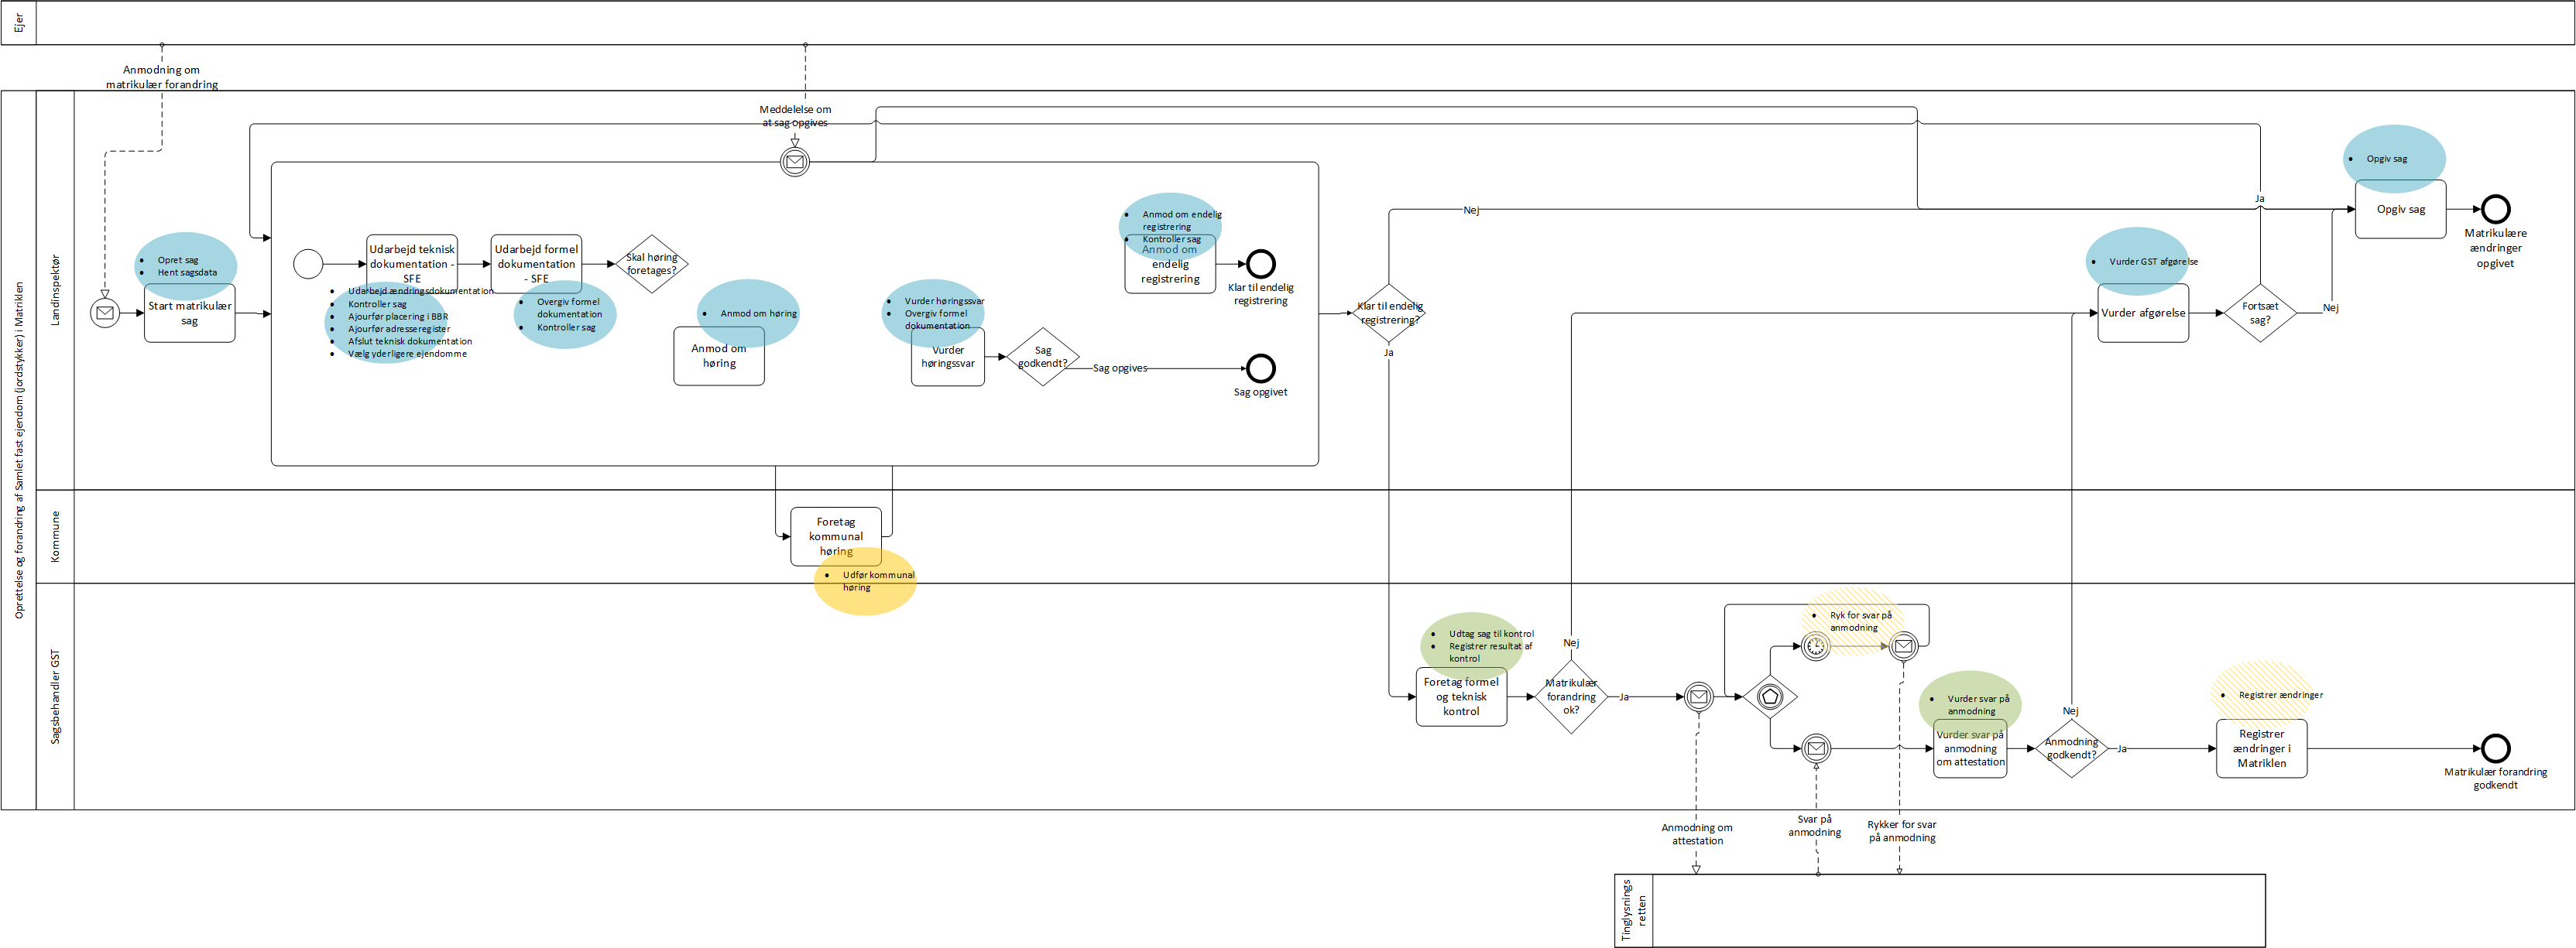 Ejer
Anmodning om
matrikulær forandring
Meddelelse om
at sag opgives
Oprettelse og forandring af Samlet fast ejendom (jordstykker) i Matriklen
Landinspektør
• Opret sag
• Hent sagsdata
Start matrikulær
sag
Udarbejd teknisk
dokumentation -
SFE
• Udarbejd ændringsdokumentation
• Kontroller sag
• Ajourfør placering i BBR
• Ajourfør adresseregister
• Afslut teknisk dokumentation
• Vælg yderligere ejendomme
Udarbejd formel
dokumentation
- SFE
• Overgiv formel
dokumentation
• Kontroller sag
Skal høring
foretages?
• Anmod om høring
Anmod om
høring
• Vurder høringssvar
• Overgiv formel
dokumentation
Vurder
høringssvar
Sag
godkendt?
Sag opgives
Sag opgivet
• Anmod om endelig
registrering
• Kontroller sag
Anmod om
endelig
registrering
Klar til endelig
registrering
Klar til endelig
registrering?
Nej
Ja
• Vurder GST afgørelse
Vurder afgørelse
Fortsæt
sag?
Ja
Nej
• Opgiv sag
Opgiv sag
Matrikulære
ændringer
opgivet
Kommune
Foretag
kommunal
høring
• Udfør kommunal
høring
Sagsbehandler GST
• Udtag sag til kontrol
• Registrer resultat af
kontrol
Foretag formel
og teknisk
kontrol
Nej
Matrikulær
forandring
ok?
Ja
• Ryk for svar på
anmodning
• Vurder svar på
anmodning
Vurder svar på
anmodning
om attestation
Nej
Anmodning
godkendt?
Ja
• Registrer ændringer
Registrer
ændringer i
Matriklen
Matrikulær forandring
godkendt
Anmodning om
attestation
Svar på
anmodning
Rykker for svar
på anmodning
Tinglysnings
retten